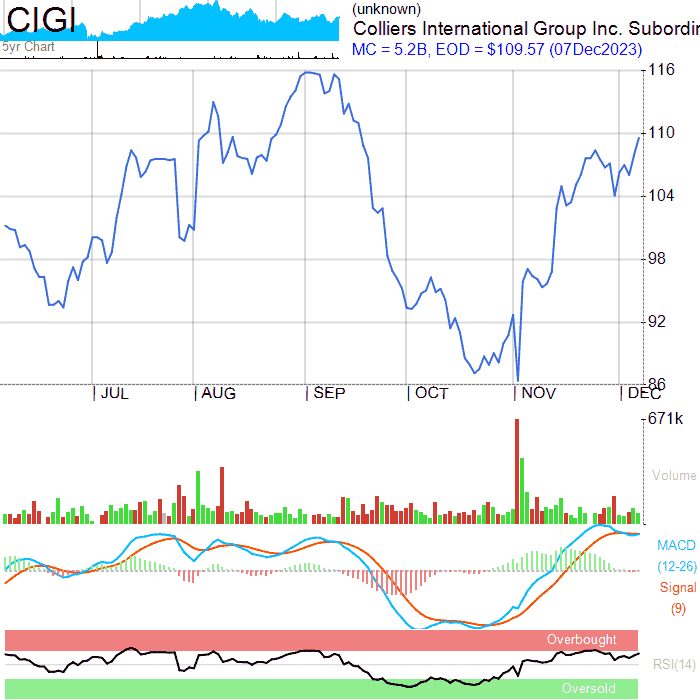 CIGI
5yr Chart
(unknown)
Colliers International Group Inc. Subordin
MC = 5.2B, EOD = $109.57 (07Dec2023)
116
110
104
98
92
86
JUL AUG SEP OCT NOV DEC
671k
Volume
MACD
(12-26)
Signal
(9)
Overbought
RSI(14)
Oversold